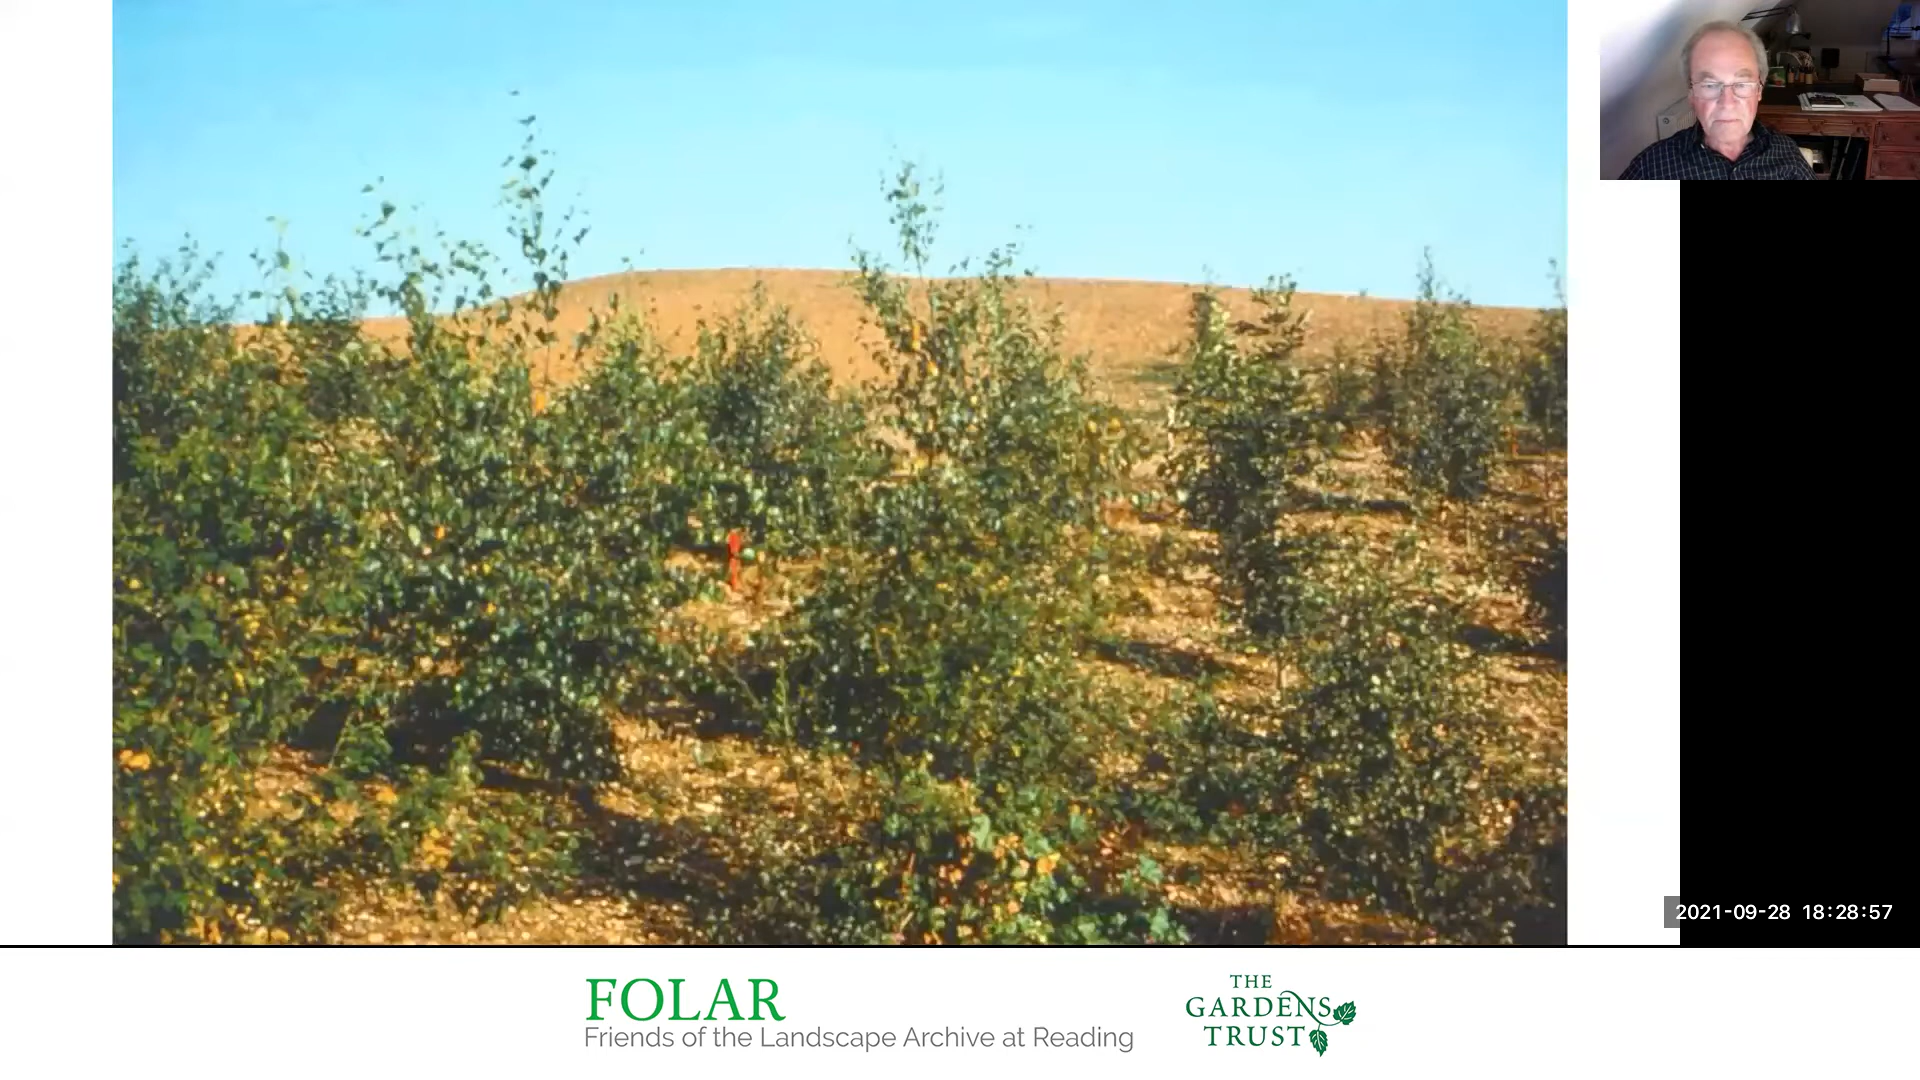 2021-09-28 18:28:57
FOLAR
Friends of the Landscape Archive at Reading
THE
GARDENS
TRUST